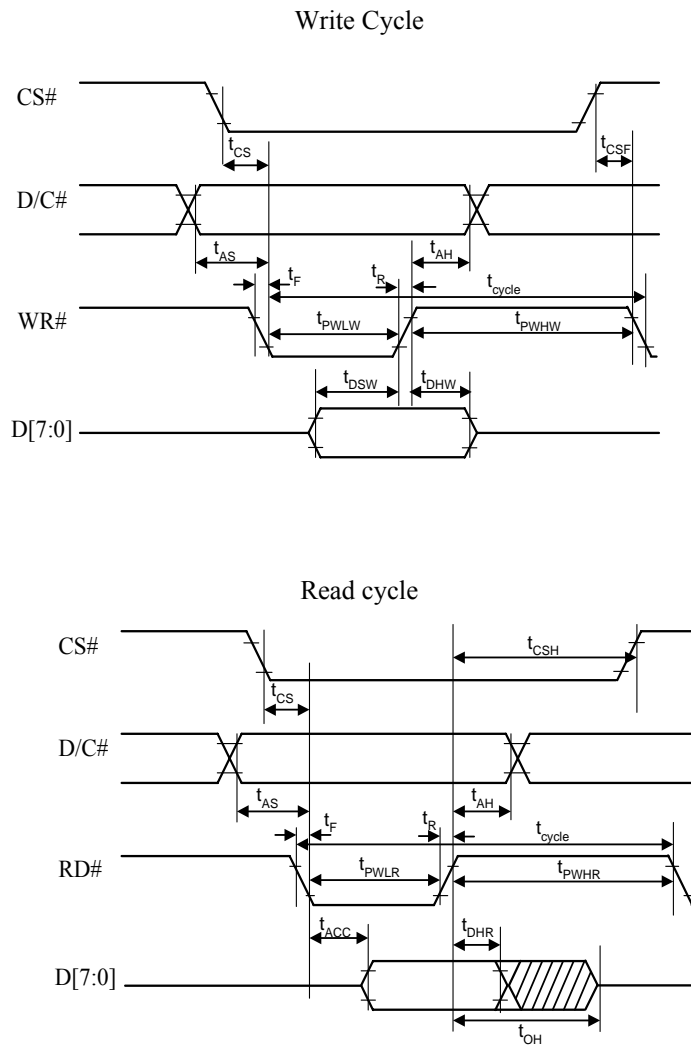 Write Cycle
CS#
tCS
tCSF
D/C#
tAS
tAH
tF
tR
tcycle
WR#
tPWLW
tPWHW
tDSW
tDHW
D[7:0]
Read cycle
CS#
tCSH
tCS
D/C#
tAS
tAH
tF
tR
tcycle
RD#
tPWLR
tPWHR
tACC
tDHR
D[7:0]
tOH